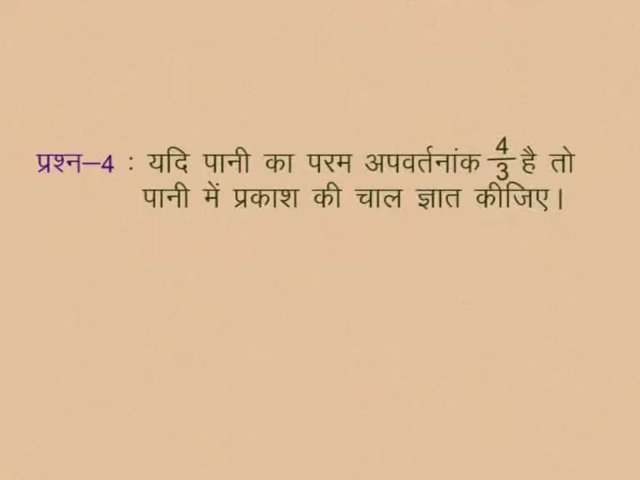 प्रश्न–4 : यदि पानी का परम अपवर्तनांक 4/3 है तो
पानी में प्रकाश की चाल ज्ञात कीजिए।